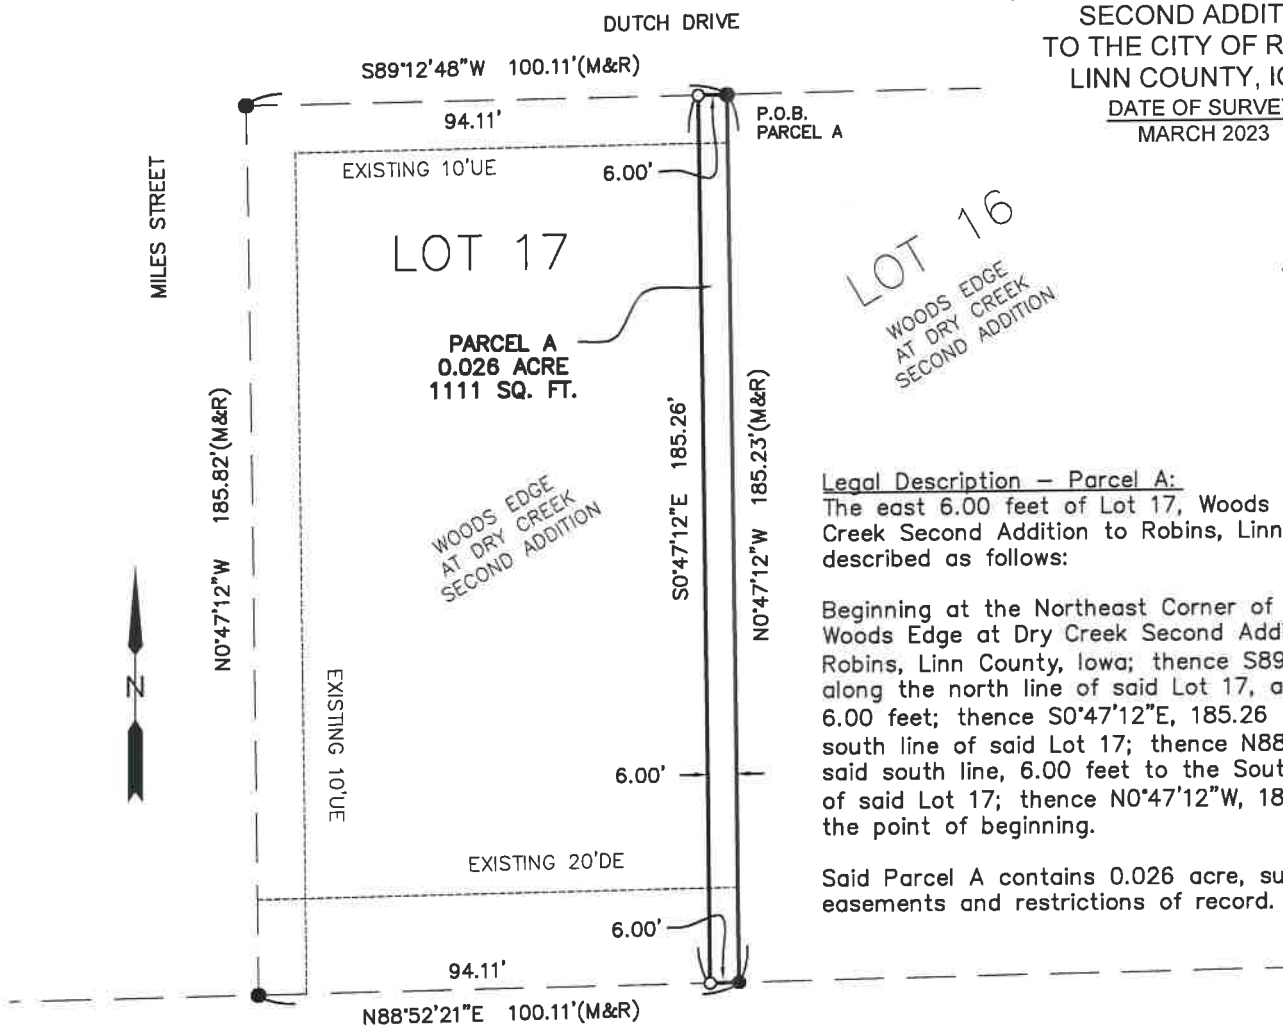 DUTCH DRIVE
SECOND ADDIT
TO THE CITY OF R
LINN COUNTY, I
DATE OF SURVE
MARCH 2023
S89°12'48"W 100.11'(M&R)
94.11'
P.O.B.
PARCEL A
EXISTING 10'UE
6.00'
MILES STREET
LOT 17
LOT 16
WOODS EDGE
AT DRY CREEK
SECOND ADDITION
PARCEL A
0.026 ACRE
1111 SQ. FT.
N0°47'12"W 185.82'(M&R)
S0°47'12"E 185.26'
N0°47'12"W 185.23'(M&R)
WOODS EDGE
AT DRY CREEK
SECOND ADDITION
N
EXISTING 10'UE
6.00'
EXISTING 20'DE
6.00'
94.11'
N88°52'21"E 100.11'(M&R)
Legal Description – Parcel A:
The east 6.00 feet of Lot 17, Woods
Creek Second Addition to Robins, Linn
described as follows:
Beginning at the Northeast Corner of
Woods Edge at Dry Creek Second Addi
Robins, Linn County, Iowa; thence S89
along the north line of said Lot 17, a
6.00 feet; thence S0°47'12"E, 185.26
south line of said Lot 17; thence N88
said south line, 6.00 feet to the Sout
of said Lot 17; thence N0°47'12"W, 18
the point of beginning.
Said Parcel A contains 0.026 acre, su
easements and restrictions of record.